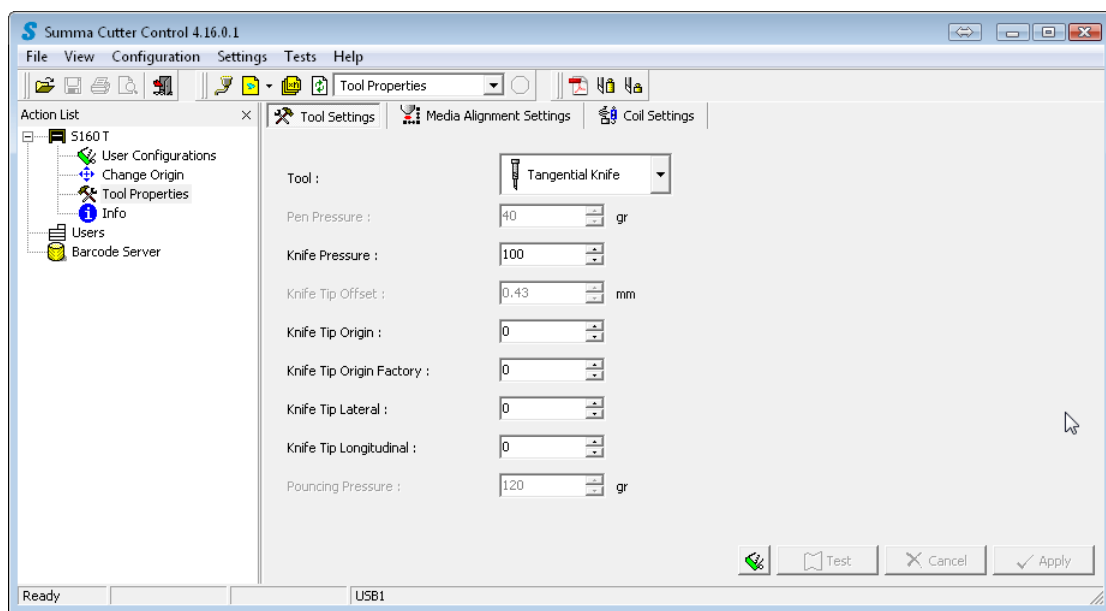 Summa Cutter Control 4.16.0.1
File View Configuration Settings Tests Help
Tool Properties
Action List
S160 T
User Configurations
Change Origin
Tool Properties
Info
Users
Barcode Server
Tool Settings Media Alignment Settings Coil Settings
Tool : Tangential Knife
Pen Pressure : 40 gr
Knife Pressure : 100
Knife Tip Offset : 0.43 mm
Knife Tip Origin : 0
Knife Tip Origin Factory : 0
Knife Tip Lateral : 0
Knife Tip Longitudinal : 0
Pouncing Pressure : 120 gr
Test Cancel Apply
Ready USB1